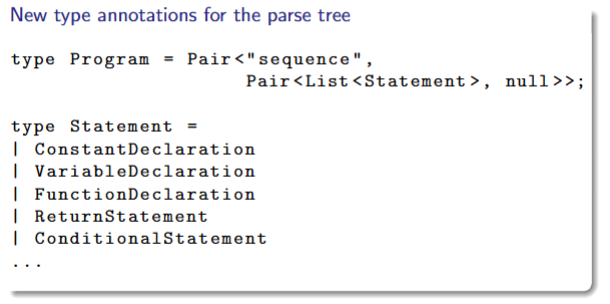 New type annotations for the parse tree
type Program = Pair<"sequence",
Pair<List<Statement>, null>>;
type Statement =
| ConstantDeclaration
| VariableDeclaration
| FunctionDeclaration
| ReturnStatement
| ConditionalStatement
...